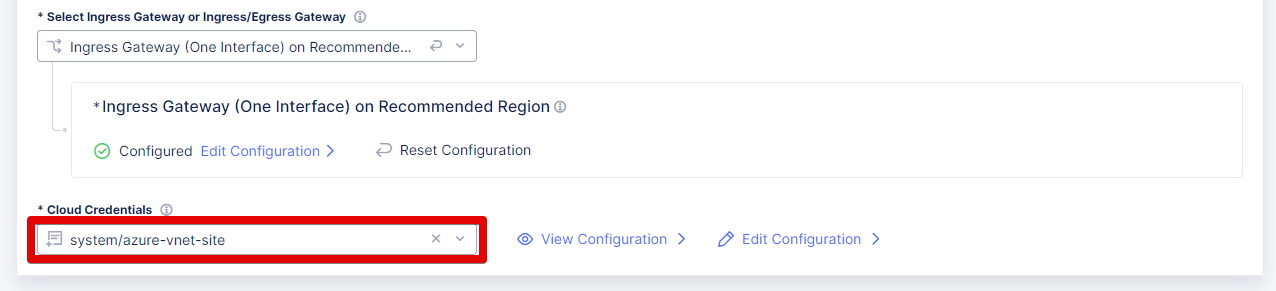 * Select Ingress Gateway or Ingress/Egress Gateway
Ingress Gateway (One Interface) on Recommende...
* Ingress Gateway (One Interface) on Recommended Region
Configured Edit Configuration Reset Configuration
* Cloud Credentials
system/azure-vnet-site View Configuration Edit Configuration